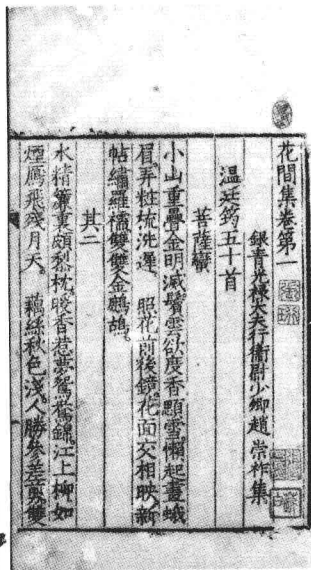 花間集卷第一
銀青光祿大夫行衛尉少卿趙 崇祚 集
溫廷筠五十首
菩薩蠻
小山重疊金明滅鬢雲欲度香顋雪。懶起畫蛾
眉。弄粧梳洗遲 照花前後鏡。花面交相映。新
帖繡羅襦。雙雙金鷓鴣。
其二
水精簾裏頗黎枕。暖香惹夢鴛鴦錦。江上柳如
煙。鴈飛殘月天。 藕絲秋色淺。人勝參差剪。雙